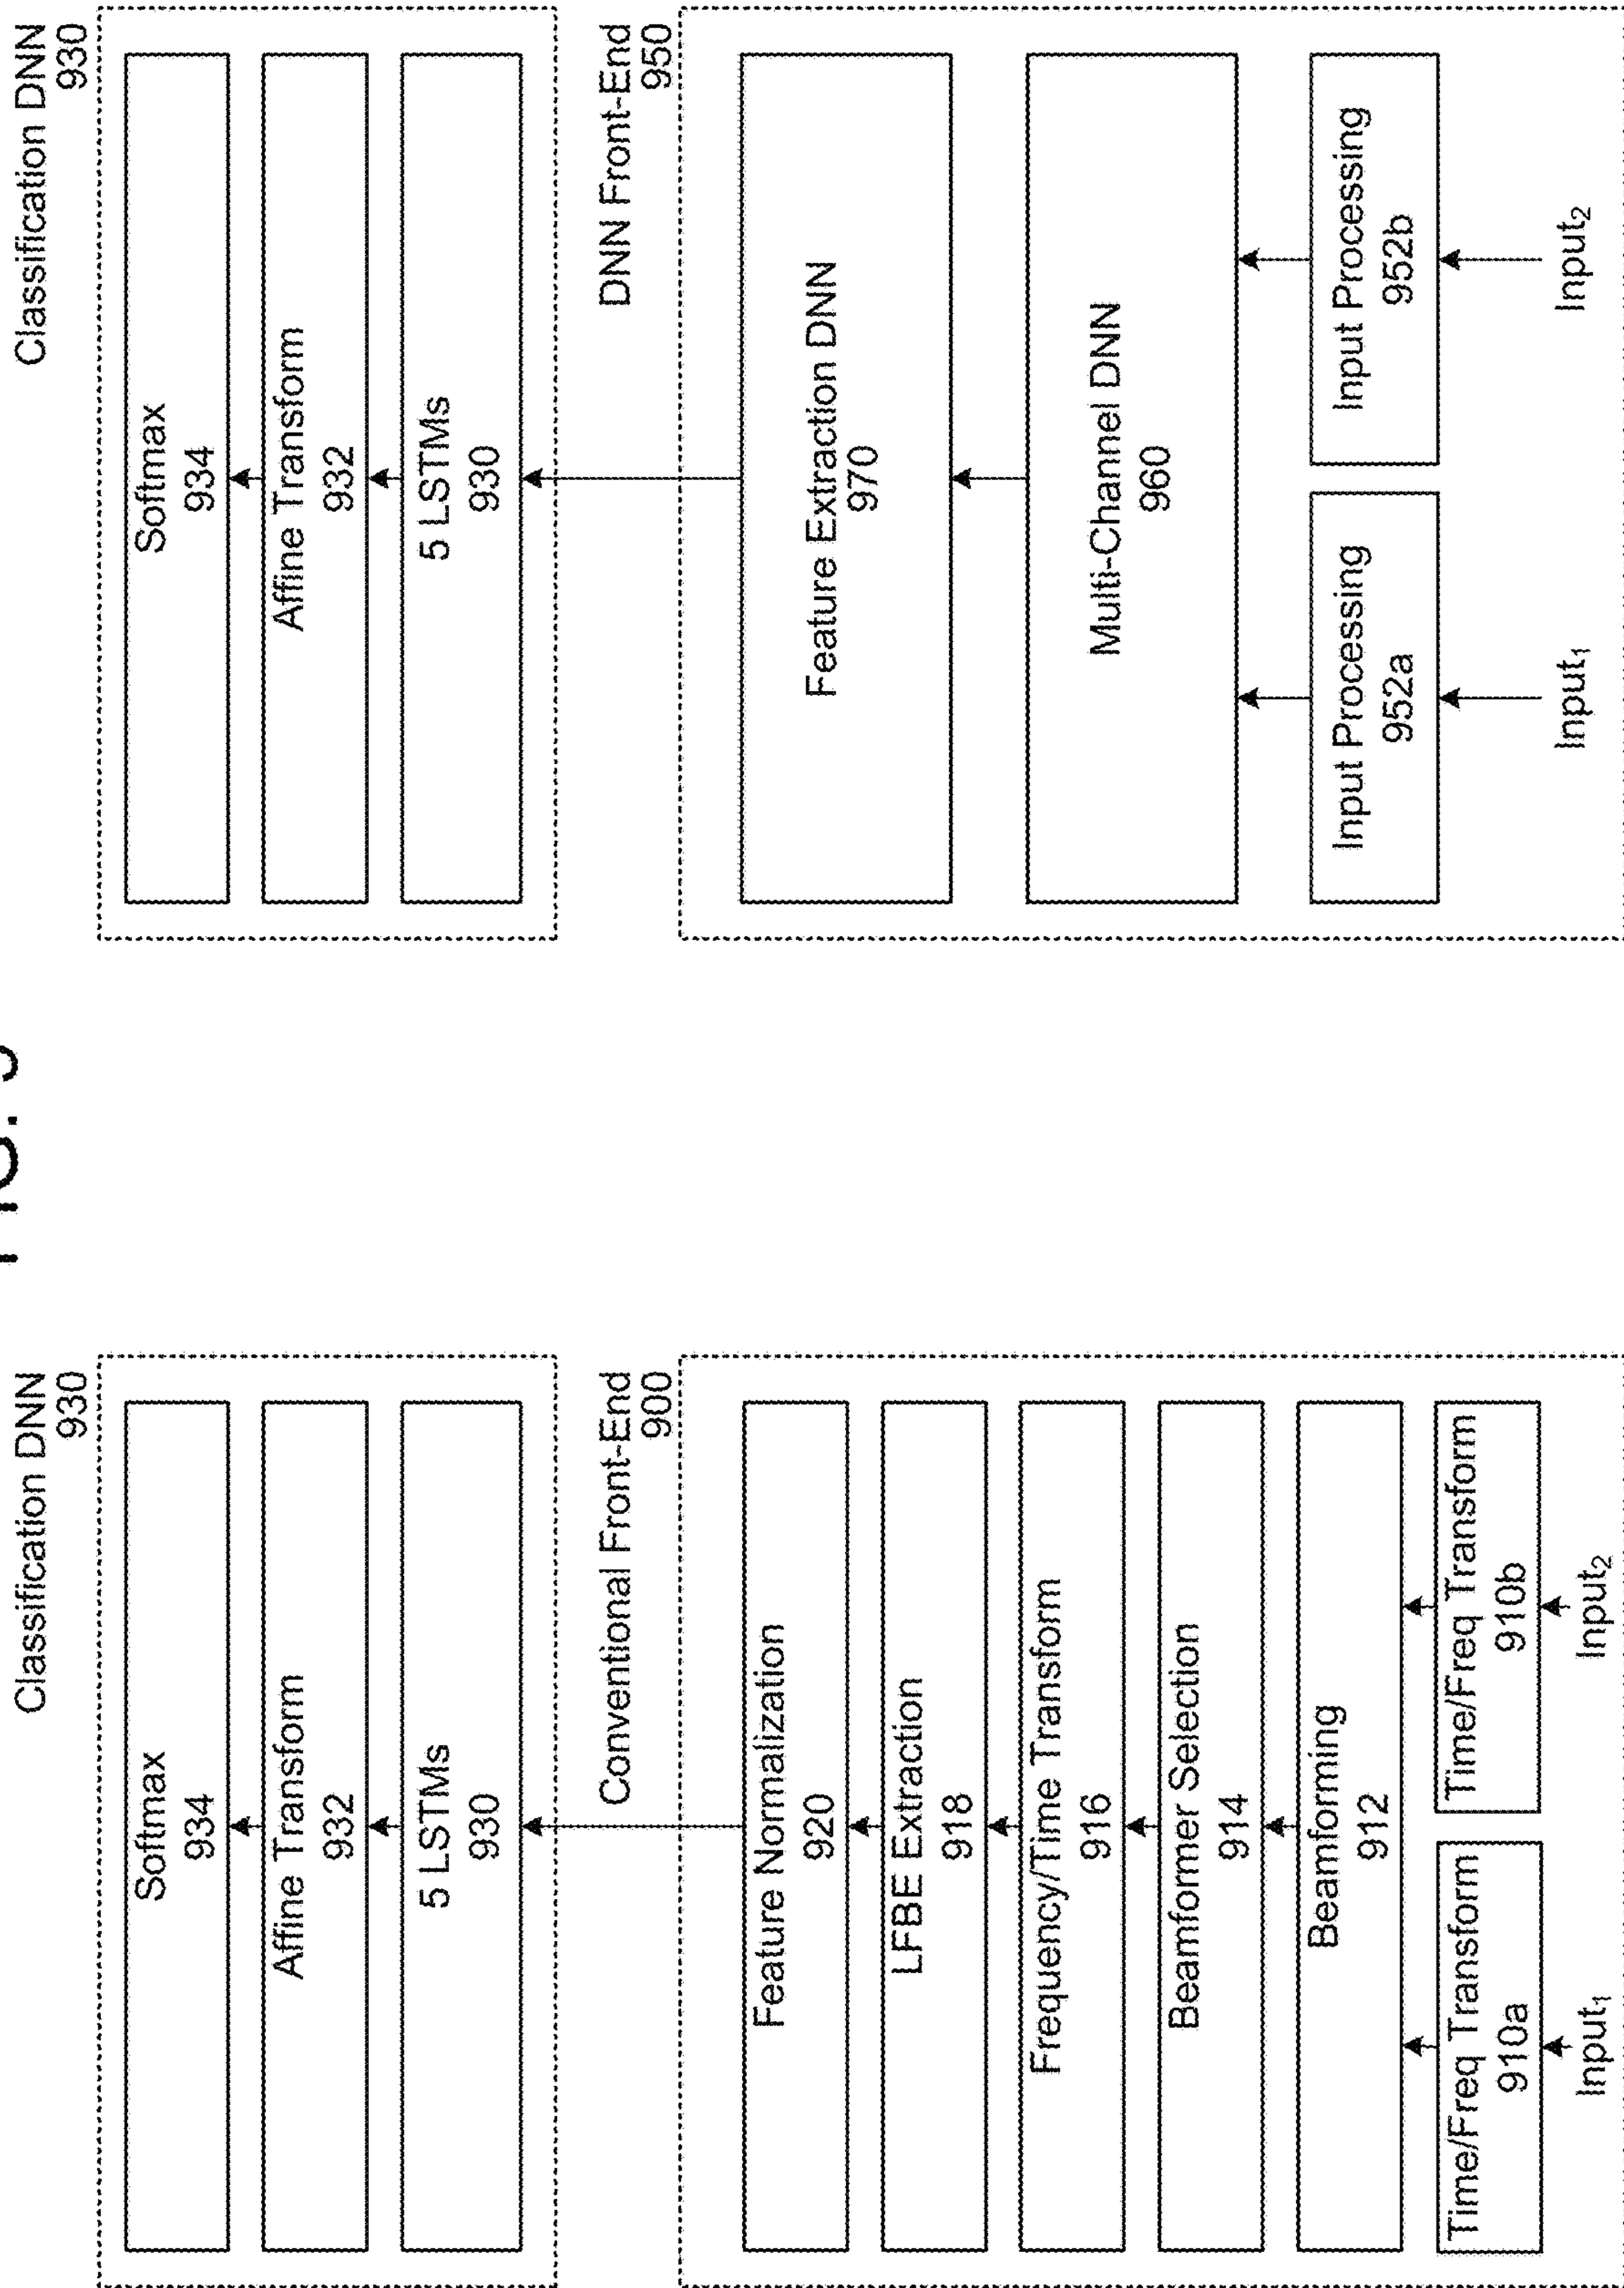 FIG. 9
Classification DNN
930
Softmax
934
Affine Transform
932
5 LSTMs
930
Conventional Front-End
900
Feature Normalization
920
LFBE Extraction
918
Frequency/Time Transform
916
Beamformer Selection
914
Beamforming
912
Time/Freq Transform
910a
Time/Freq Transform
910b
Input₁
Input₂
Classification DNN
930
Softmax
934
Affine Transform
932
5 LSTMs
930
DNN Front-End
950
Feature Extraction DNN
970
Multi-Channel DNN
960
Input Processing
952a
Input Processing
952b
Input₁
Input₂